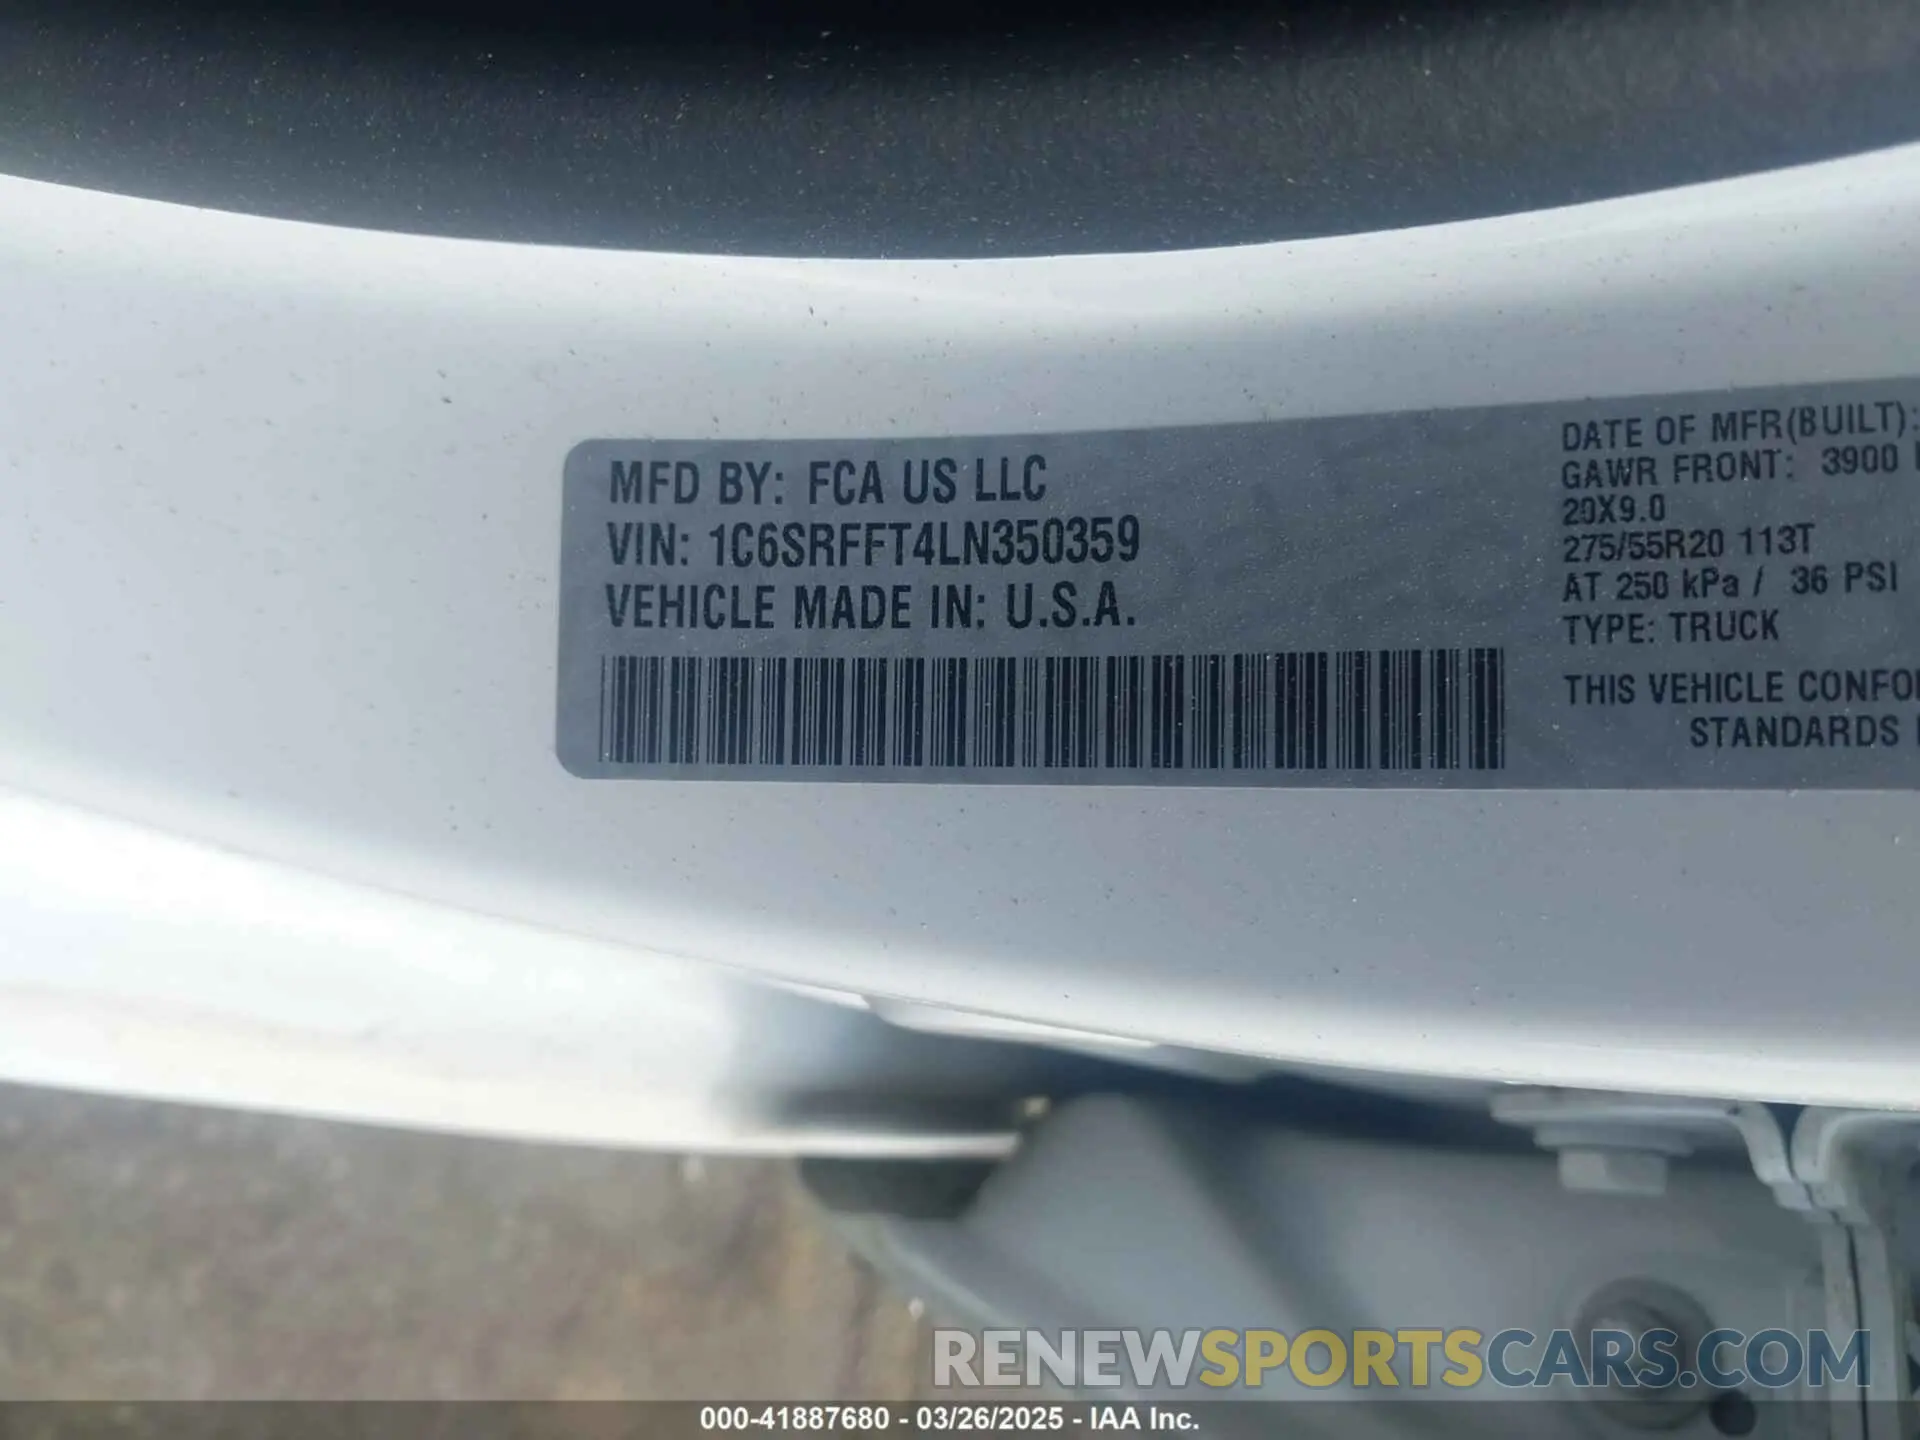 MFD BY: FCA US LLC
VIN: 1C6SRFFT4LN350359
VEHICLE MADE IN: U.S.A.
DATE OF MFR(BUILT):
GAWR FRONT: 3900
20X9.0
275/55R20 113T
AT 250 kPa / 36 PSI
TYPE: TRUCK
THIS VEHICLE
STANDARDS
RENEWSPORTSCARS.COM
000-41887680 - 03/26/2025 - IAA Inc.